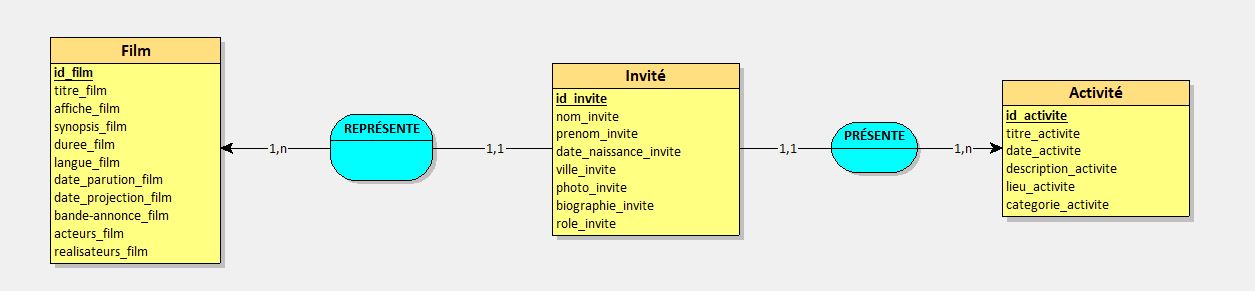 Film
id_film
titre_film
affiche_film
synopsis_film
duree_film
langue_film
date_parution_film
date_projection_film
bande-annonce_film
acteurs_film
realisateurs_film
1,n
REPRÉSENTE
1,1
Invité
id_invite
nom_invite
prenom_invite
date_naissance_invite
ville_invite
photo_invite
biographie_invite
role_invite
1,1
PRÉSENTE
1,n
Activité
id_activite
titre_activite
date_activite
description_activite
lieu_activite
categorie_activite